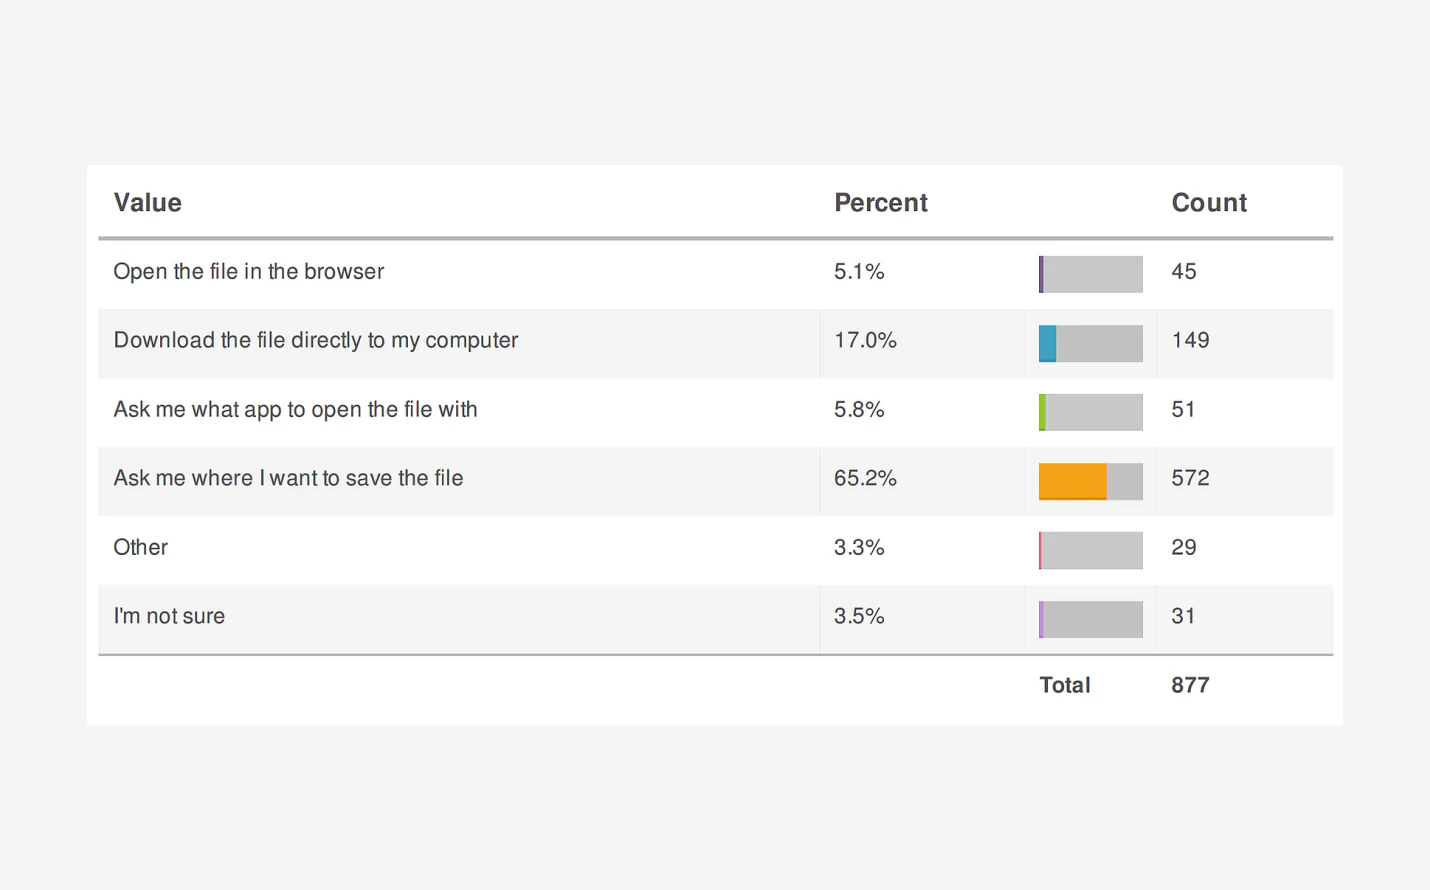 Value Percent Count
Open the file in the browser 5.1% 45
Download the file directly to my computer 17.0% 149
Ask me what app to open the file with 5.8% 51
Ask me where I want to save the file 65.2% 572
Other 3.3% 29
I'm not sure 3.5% 31
Total 877